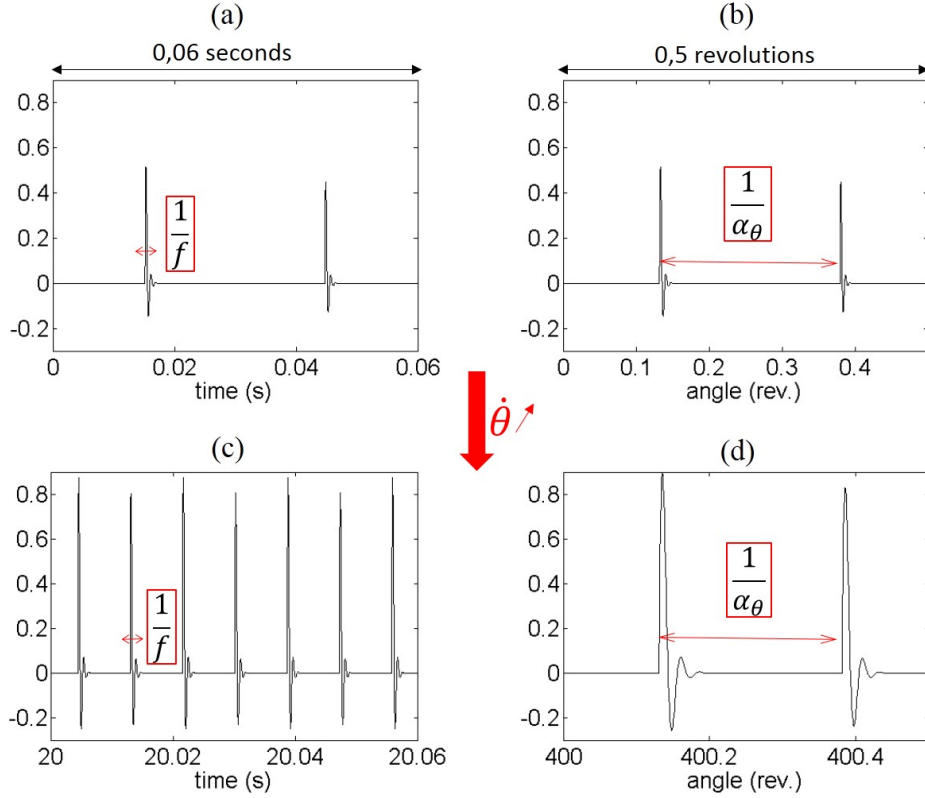 (a)
0,06 seconds
0.8
0.6
0.4
0.2
0
-0.2
1
f
0 0.02 0.04 0.06
time (s)
(b)
0,5 revolutions
0.8
0.6
0.4
0.2
0
-0.2
1
αθ
0 0.1 0.2 0.3 0.4
angle (rev.)
θ̇
(c)
0.8
0.6
0.4
0.2
0
-0.2
1
f
20 20.02 20.04 20.06
time (s)
(d)
0.8
0.6
0.4
0.2
0
-0.2
1
αθ
400 400.2 400.4
angle (rev.)